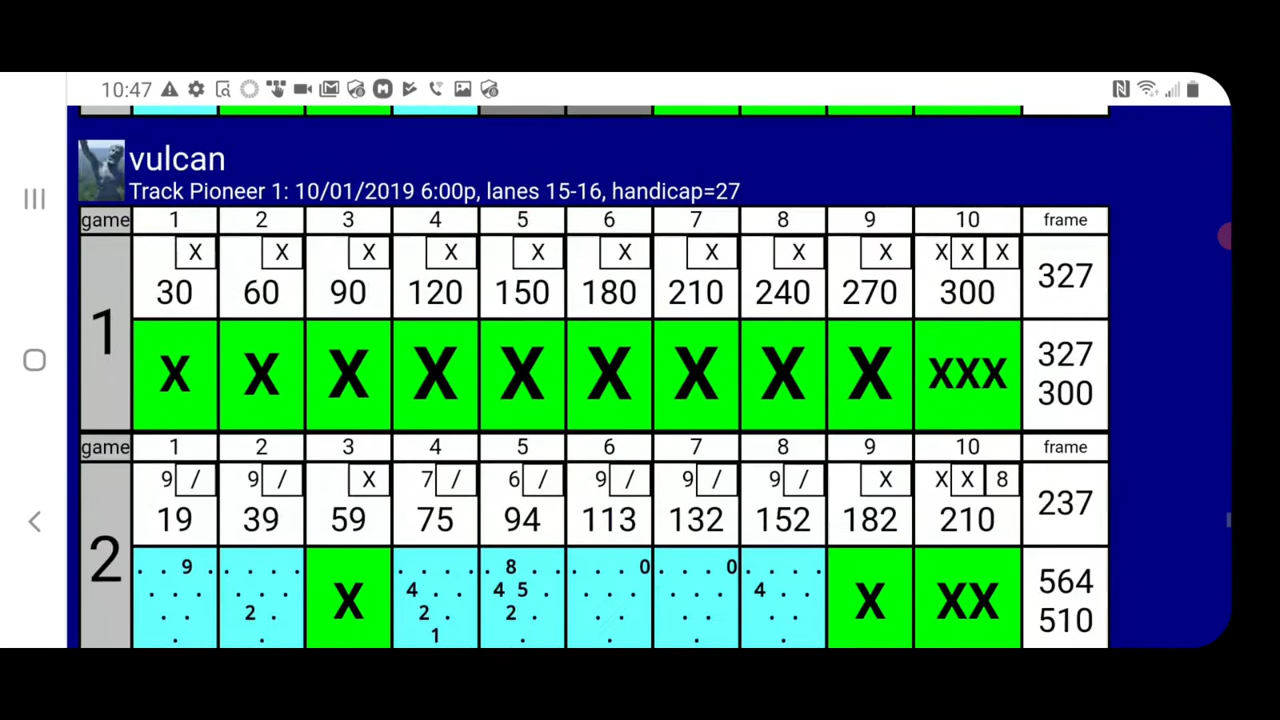 10:47
vulcan
Track Pioneer 1: 10/01/2019 6:00p, lanes 15-16, handicap=27
game 1 2 3 4 5 6 7 8 9 10 frame
X X X X X X X X X X X X
30 60 90 120 150 180 210 240 270 300 327
1
X X X X X X X X X XXX 327
300
game 1 2 3 4 5 6 7 8 9 10 frame
9 / 9 / X 7 / 6 / 9 / 9 / 9 / X X X 8
19 39 59 75 94 113 132 152 182 210 237
2
. . 9 . . . . . . . . . . 8 . . . . . 0 . . . 0 . . . .
. . . . . . 4 . . 4 5 . . . . . . . 4 . .
. . 2 . X 2 . 2 . . . . . . . X XX 564
. . 1 . . . . 510